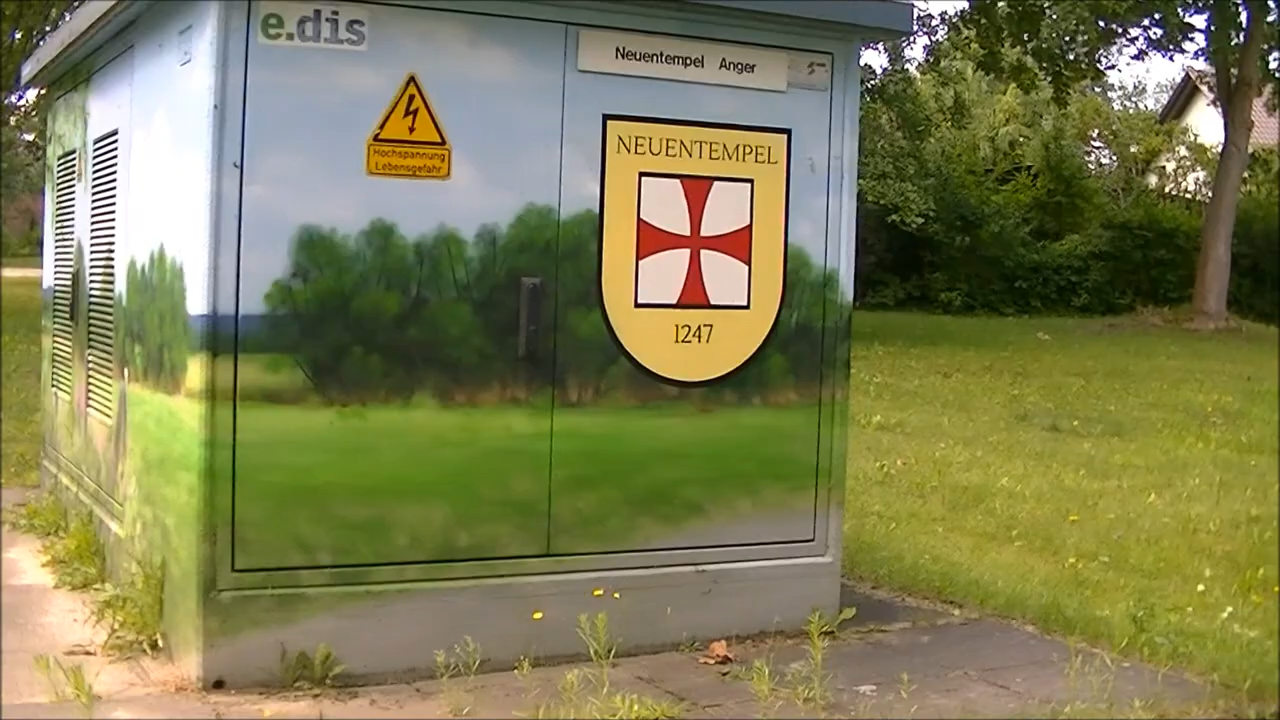 e.dis
Neuentempel Anger
Hochspannung
Lebensgefahr
NEUENTEMPEL
1247